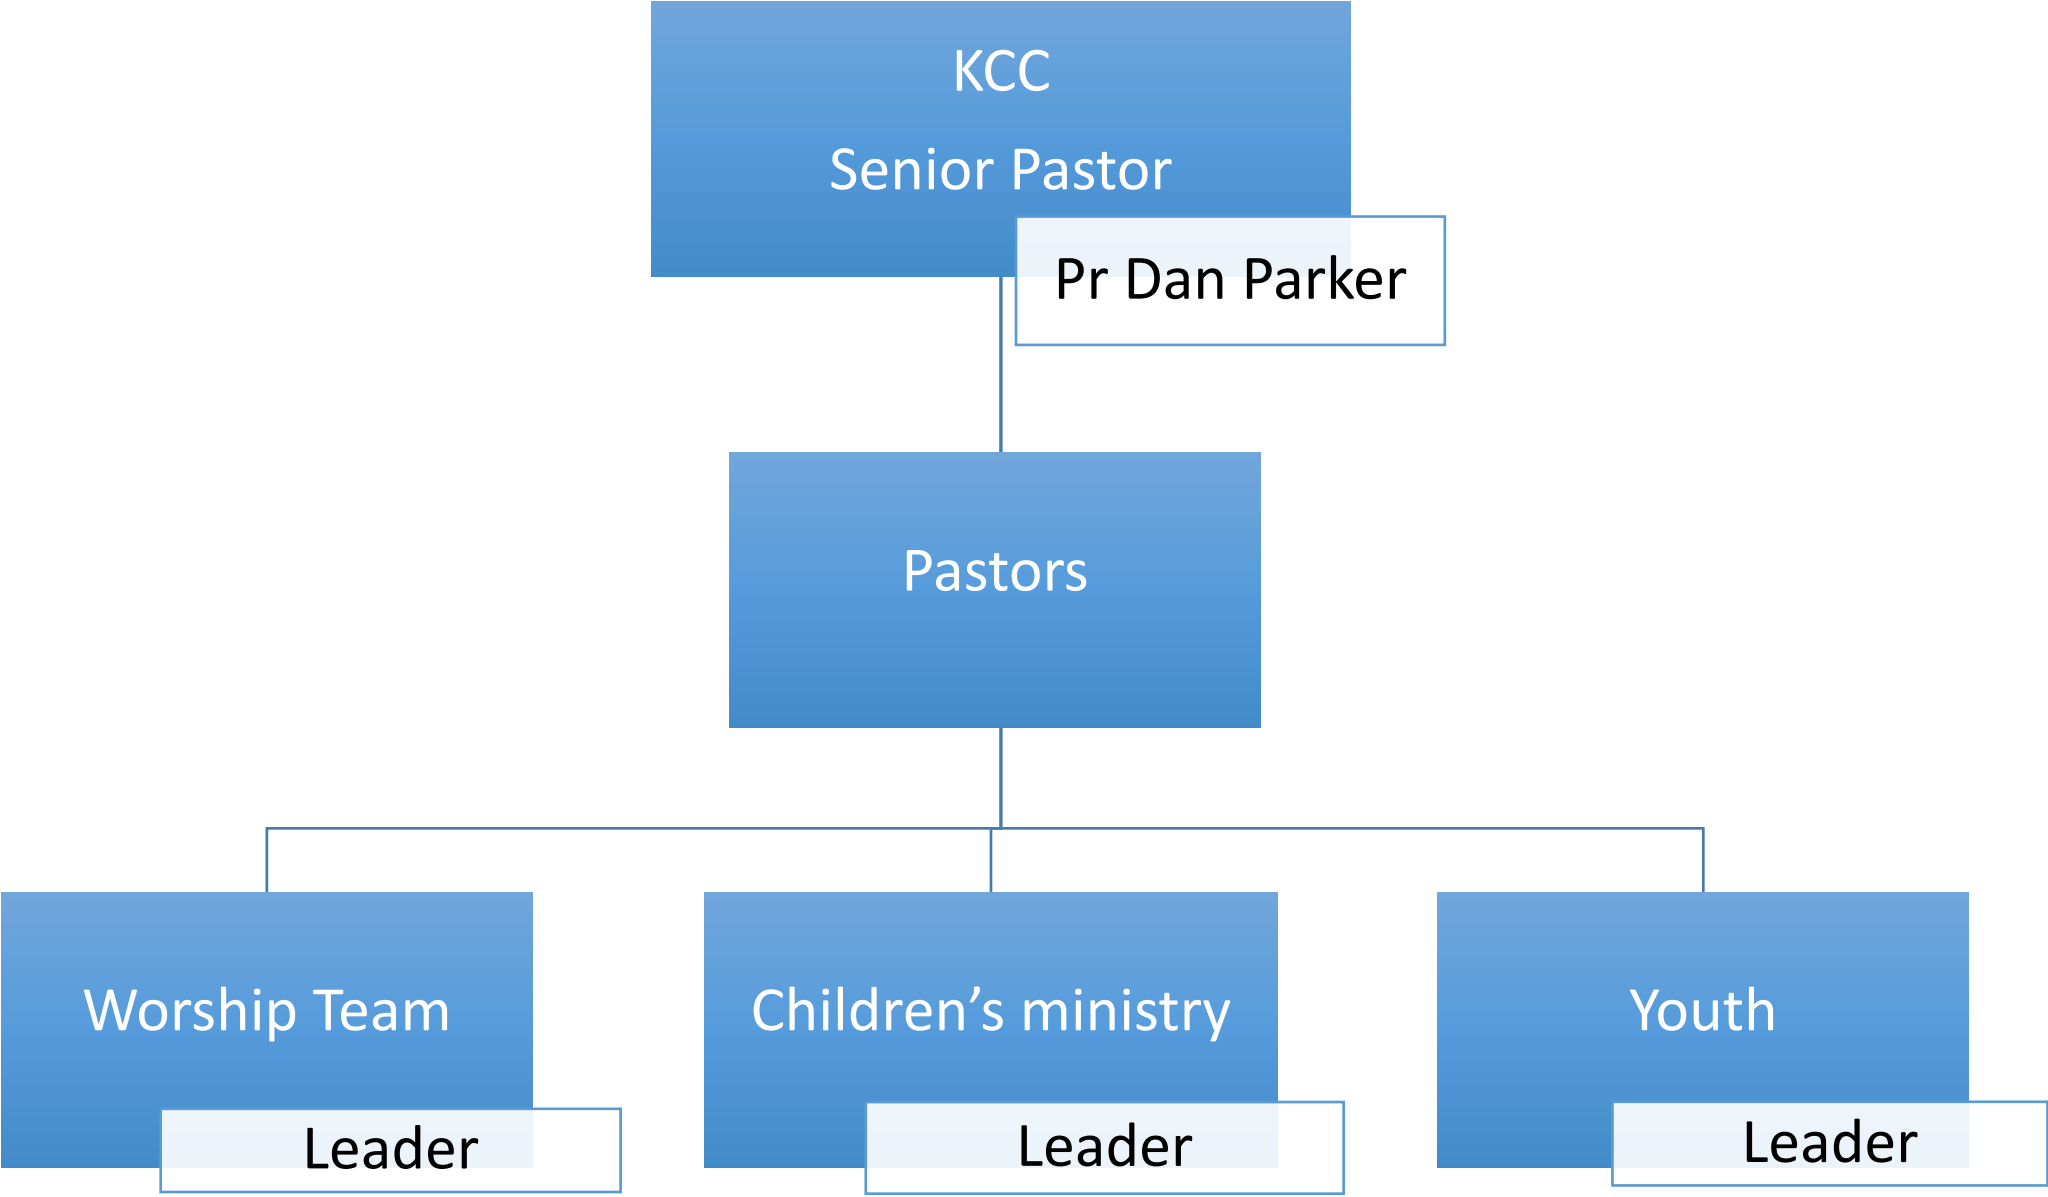 KCC
Senior Pastor
Pr Dan Parker
Pastors
Worship Team
Leader
Children’s ministry
Leader
Youth
Leader